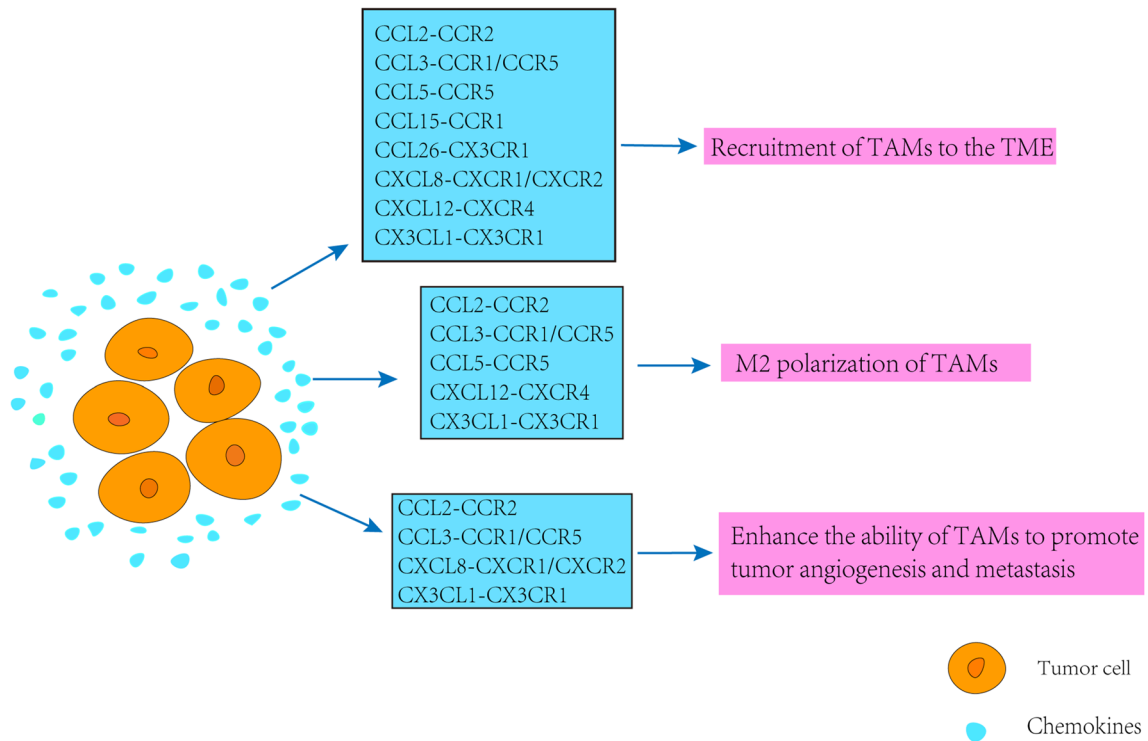 CCL2-CCR2
CCL3-CCR1/CCR5
CCL5-CCR5
CCL15-CCR1
CCL26-CX3CR1
CXCL8-CXCR1/CXCR2
CXCL12-CXCR4
CX3CL1-CX3CR1
Recruitment of TAMs to the TME
CCL2-CCR2
CCL3-CCR1/CCR5
CCL5-CCR5
CXCL12-CXCR4
CX3CL1-CX3CR1
M2 polarization of TAMs
CCL2-CCR2
CCL3-CCR1/CCR5
CXCL8-CXCR1/CXCR2
CX3CL1-CX3CR1
Enhance the ability of TAMs to promote
tumor angiogenesis and metastasis
Tumor cell
Chemokines